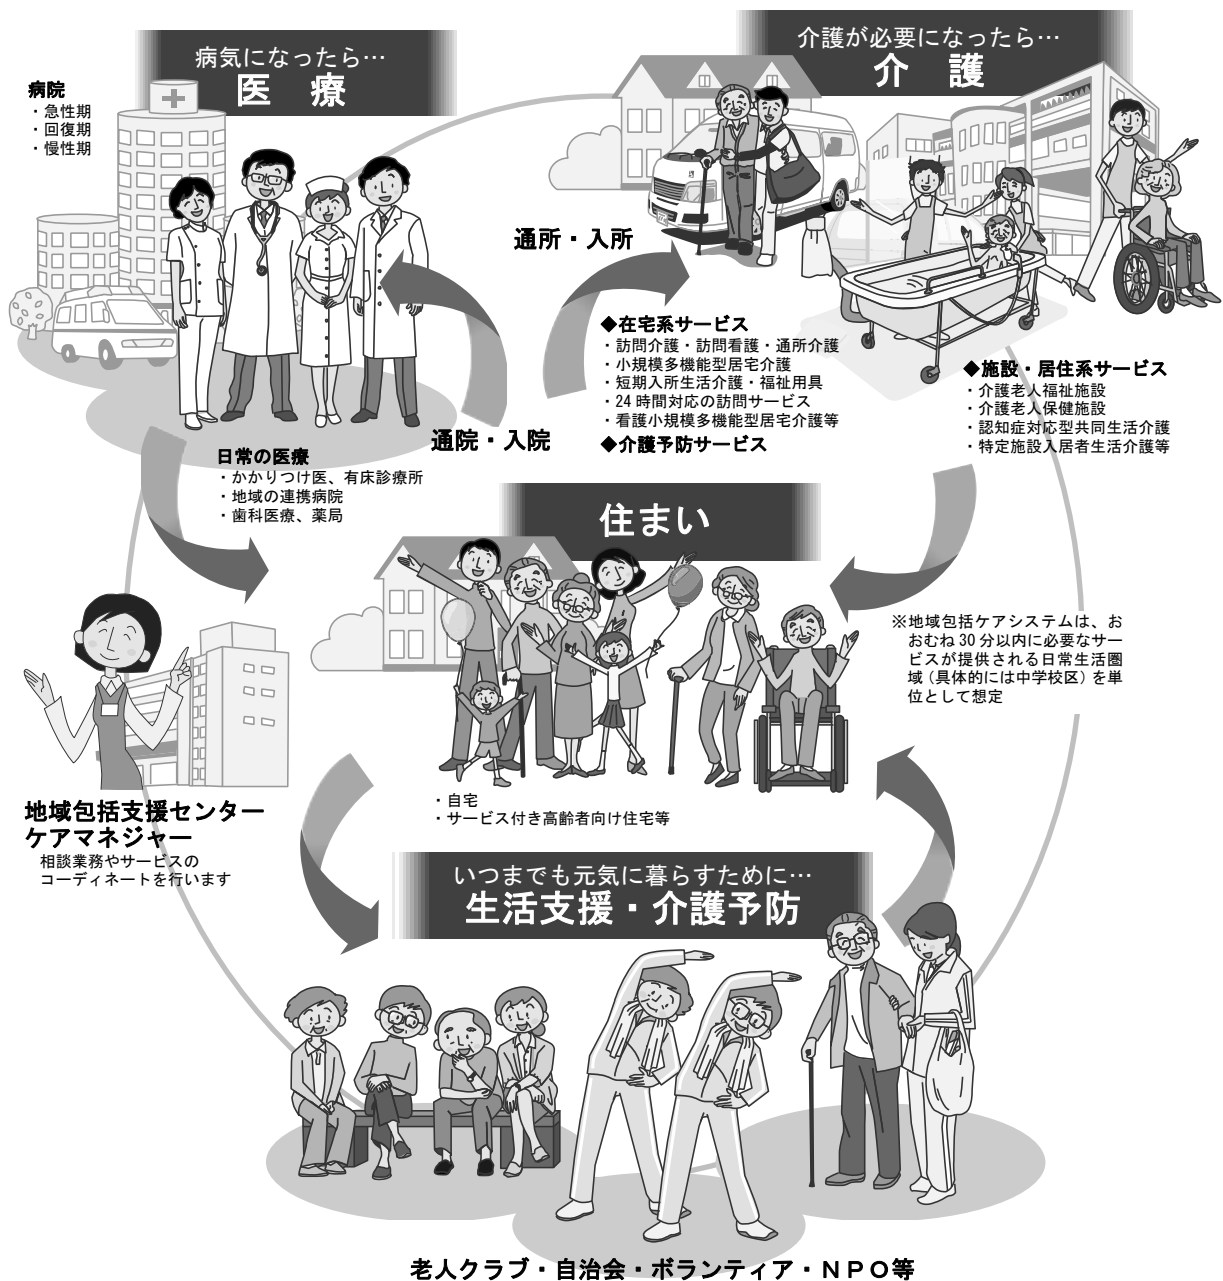 病気になったら…
医　療
病院
・急性期
・回復期
・慢性期
介護が必要になったら…
介　護
通所・入所
◆在宅系サービス
・訪問介護・訪問看護・通所介護
・小規模多機能型居宅介護
・短期入所生活介護・福祉用具
・24 時間対応の訪問サービス
・看護小規模多機能型居宅介護等
◆介護予防サービス
◆施設・居住系サービス
・介護老人福祉施設
・介護老人保健施設
・認知症対応型共同生活介護
・特定施設入居者生活介護等
通院・入院
日常の医療
・かかりつけ医、有床診療所
・地域の連携病院
・歯科医療、薬局
住まい
※地域包括ケアシステムは、お
おむね 30 分以内に必要なサー
ビスが提供される日常生活圏
域（具体的には中学校区）を単
位として想定
・自宅
・サービス付き高齢者向け住宅等
地域包括支援センター
ケアマネジャー
相談業務やサービスの
コーディネートを行います
いつまでも元気に暮らすために…
生活支援・介護予防
老人クラブ・自治会・ボランティア・ＮＰＯ等